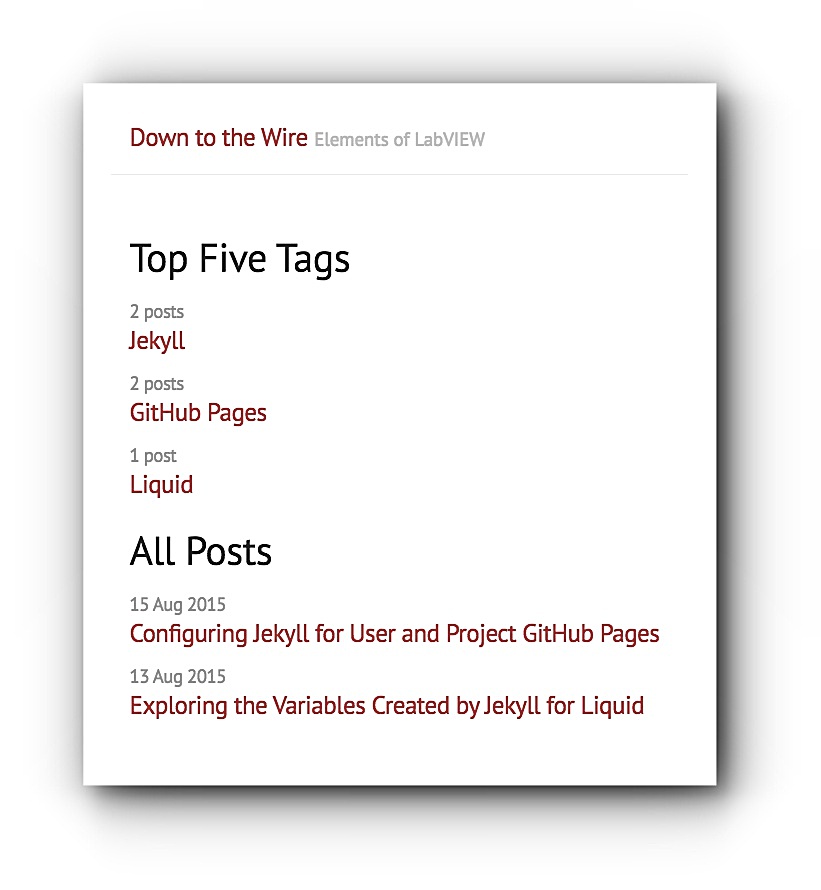 Down to the Wire Elements of LabVIEW
Top Five Tags
2 posts
Jekyll
2 posts
GitHub Pages
1 post
Liquid
All Posts
15 Aug 2015
Configuring Jekyll for User and Project GitHub Pages
13 Aug 2015
Exploring the Variables Created by Jekyll for Liquid